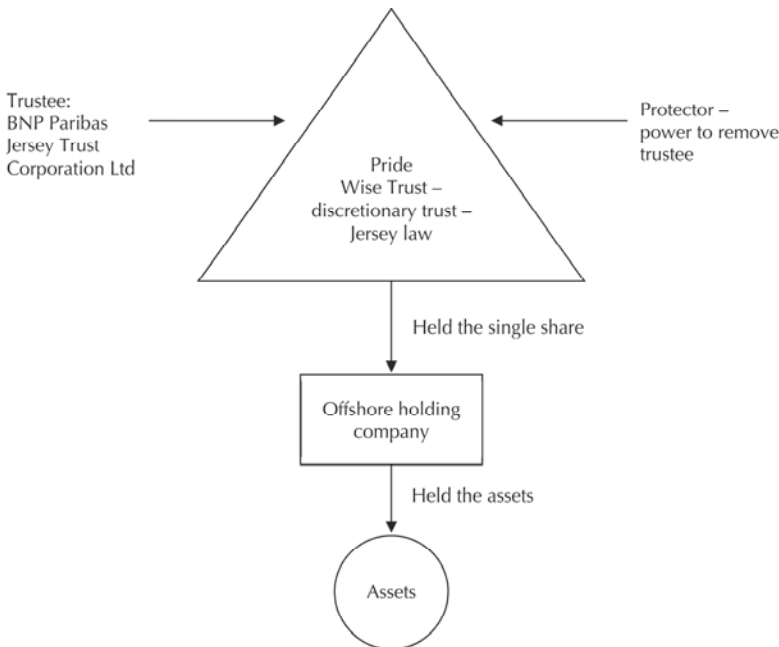 Trustee:
BNP Paribas
Jersey Trust
Corporation Ltd
Protector –
power to remove
trustee
Pride
Wise Trust –
discretionary trust –
Jersey law
Held the single share
Offshore holding
company
Held the assets
Assets